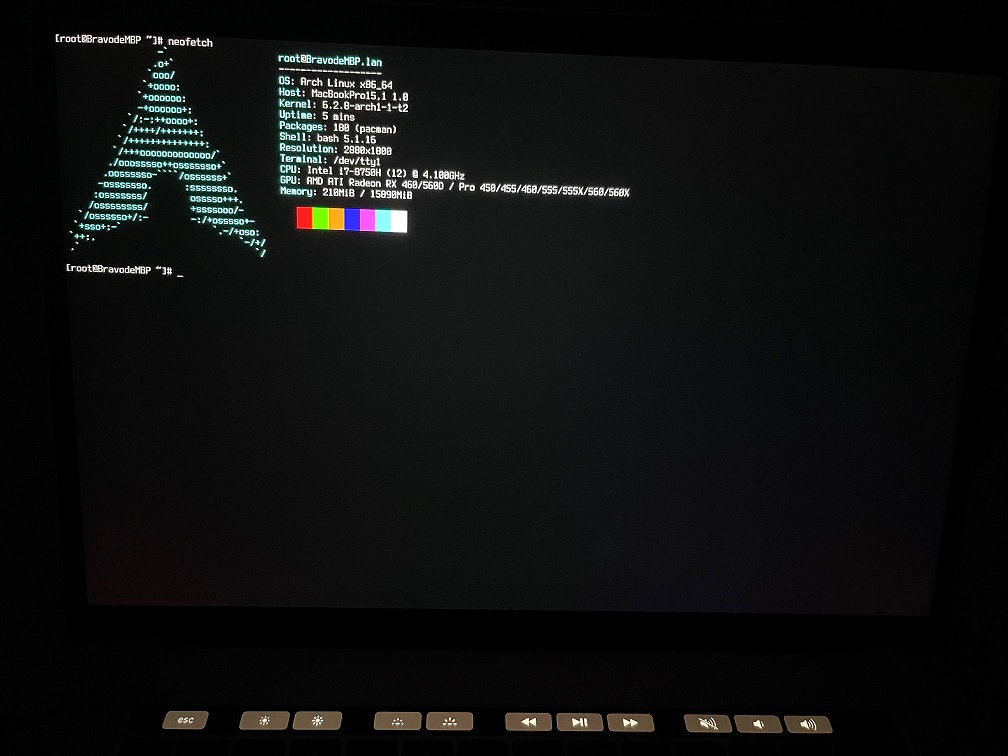 [root@BravodeMBP ~]# neofetch
root@BravodeMBP.lan
-------------------
OS: Arch Linux x86_64
Host: MacBookPro15,1 1.0
Kernel: 6.2.8-arch1-1-t2
Uptime: 5 mins
Packages: 180 (pacman)
Shell: bash 5.1.16
Resolution: 2880x1800
Terminal: /dev/tty1
CPU: Intel i7-8750H (12) @ 4.100GHz
GPU: AMD ATI Radeon RX 460/560D / Pro 450/455/460/555/555X/560/560X
Memory: 210MiB / 15890MiB
[root@BravodeMBP ~]# _
esc